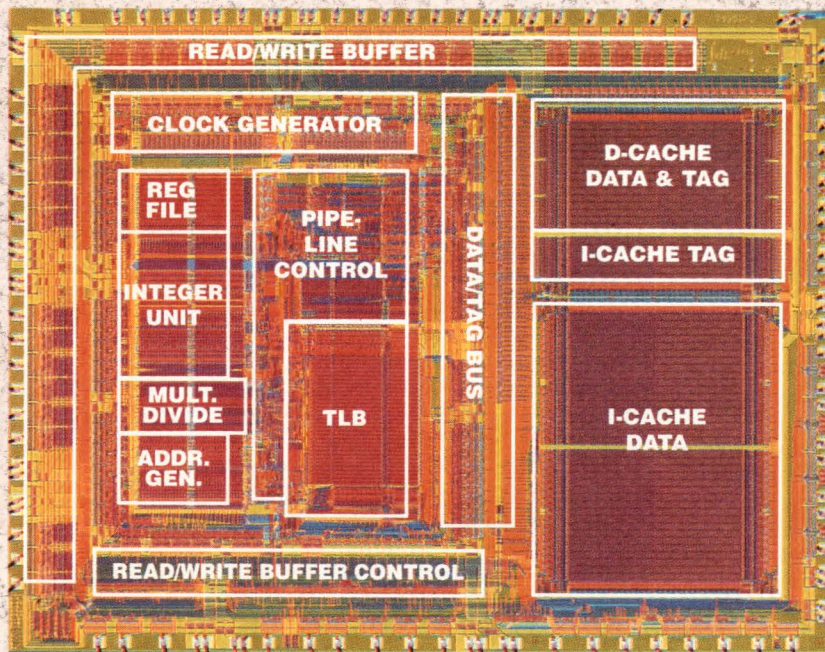 READ/WRITE BUFFER
CLOCK GENERATOR
REG
FILE
INTEGER
UNIT
MULT.
DIVIDE
ADDR.
GEN.
PIPE-
LINE
CONTROL
TLB
DATA/TAG BUS
D-CACHE
DATA & TAG
I-CACHE TAG
I-CACHE
DATA
READ/WRITE BUFFER CONTROL